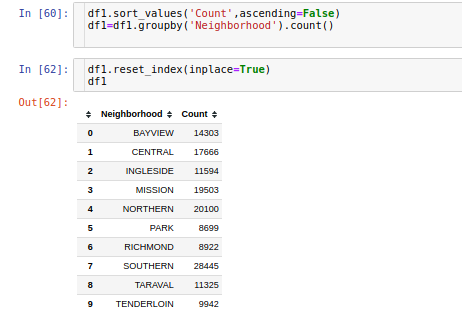 In [60]: df1.sort_values('Count',ascending=False)
df1=df1.groupby('Neighborhood').count()
In [62]: df1.reset_index(inplace=True)
df1
Out[62]:
Neighborhood Count
0 BAYVIEW 14303
1 CENTRAL 17666
2 INGLESIDE 11594
3 MISSION 19503
4 NORTHERN 20100
5 PARK 8699
6 RICHMOND 8922
7 SOUTHERN 28445
8 TARAVAL 11325
9 TENDERLOIN 9942